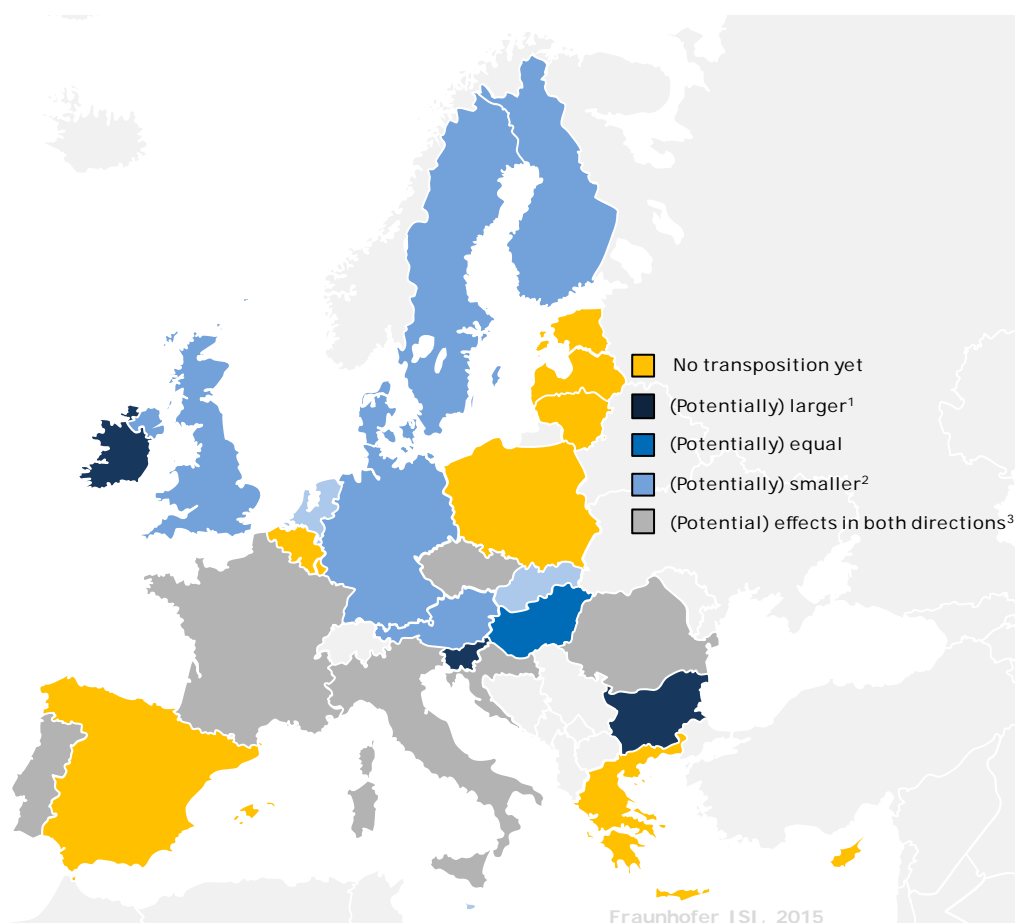 No transposition yet
(Potentially) larger¹
(Potentially) equal
(Potentially) smaller²
(Potential) effects in both directions³
Fraunhofer ISI, 2015